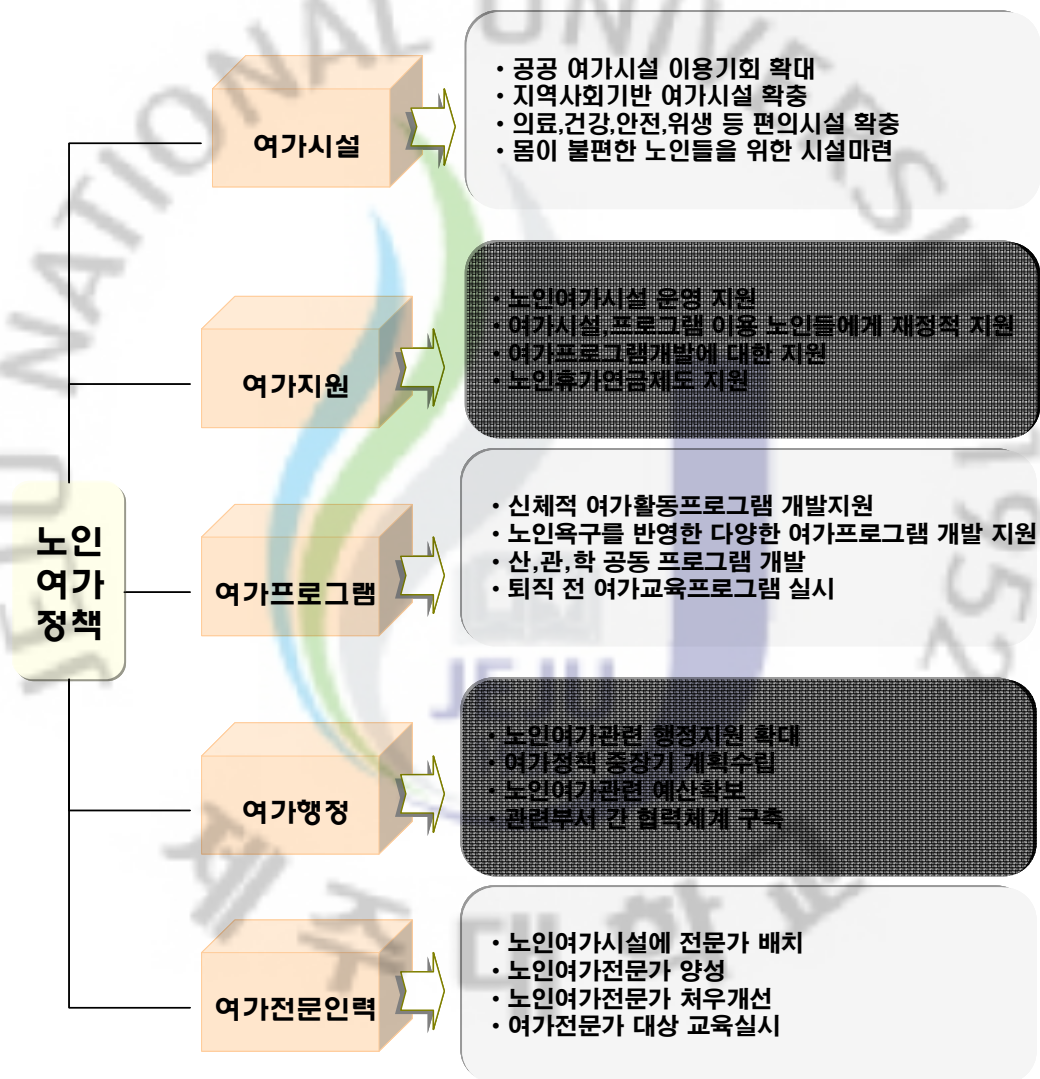 여가시설
• 공공 여가시설 이용기회 확대
• 지역사회기반 여가시설 확충
• 의료,건강,안전,위생 등 편의시설 확충
• 몸이 불편한 노인들을 위한 시설마련
여가지원
• 노인여가시설 운영 지원
• 여가시설,프로그램 이용 노인들에게 재정적 지원
• 여가프로그램개발에 대한 지원
• 노인휴가연금제도 지원
노인
여가
정책
여가프로그램
• 신체적 여가활동프로그램 개발지원
• 노인욕구를 반영한 다양한 여가프로그램 개발 지원
• 산,관,학 공동 프로그램 개발
• 퇴직 전 여가교육프로그램 실시
여가행정
• 노인여가관련 행정지원 확대
• 여가정책 중장기 계획수립
• 노인여가관련 예산확보
• 관련부서 간 협력체계 구축
여가전문인력
• 노인여가시설에 전문가 배치
• 노인여가전문가 양성
• 노인여가전문가 처우개선
• 여가전문가 대상 교육실시
JEJU NATIONAL UNIVERSITY 1952
JEJU
제주대학교